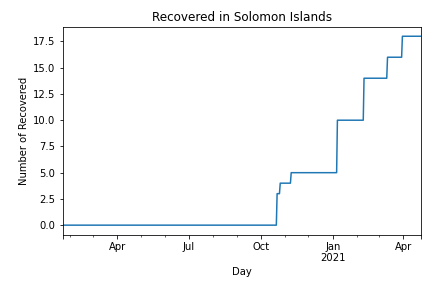 Recovered in Solomon Islands
17.5
15.0
12.5
10.0
7.5
5.0
2.5
0.0
Number of Recovered
Apr Jul Oct Jan Apr
2021
Day